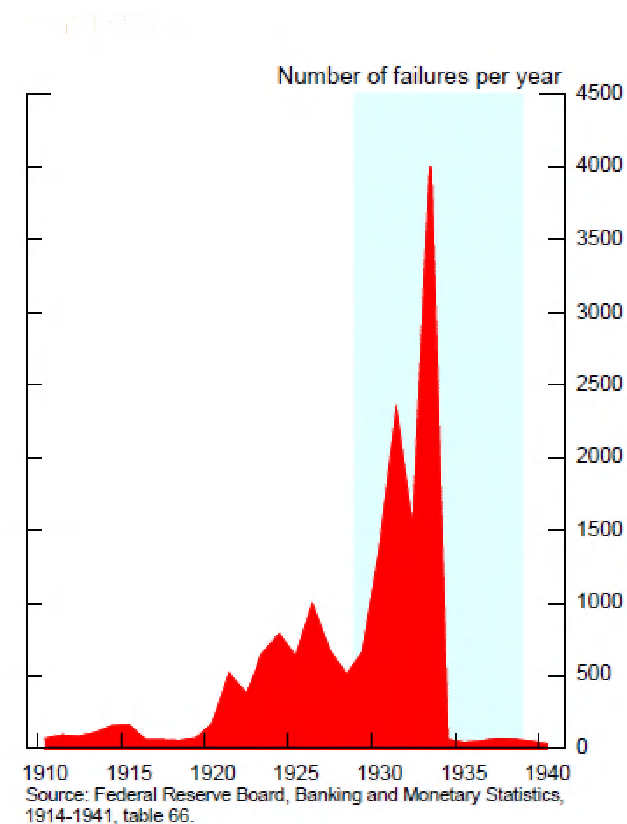 Number of failures per year
4500
4000
3500
3000
2500
2000
1500
1000
500
0
1910 1915 1920 1925 1930 1935 1940
Source: Federal Reserve Board, Banking and Monetary Statistics,
1914-1941, table 66.